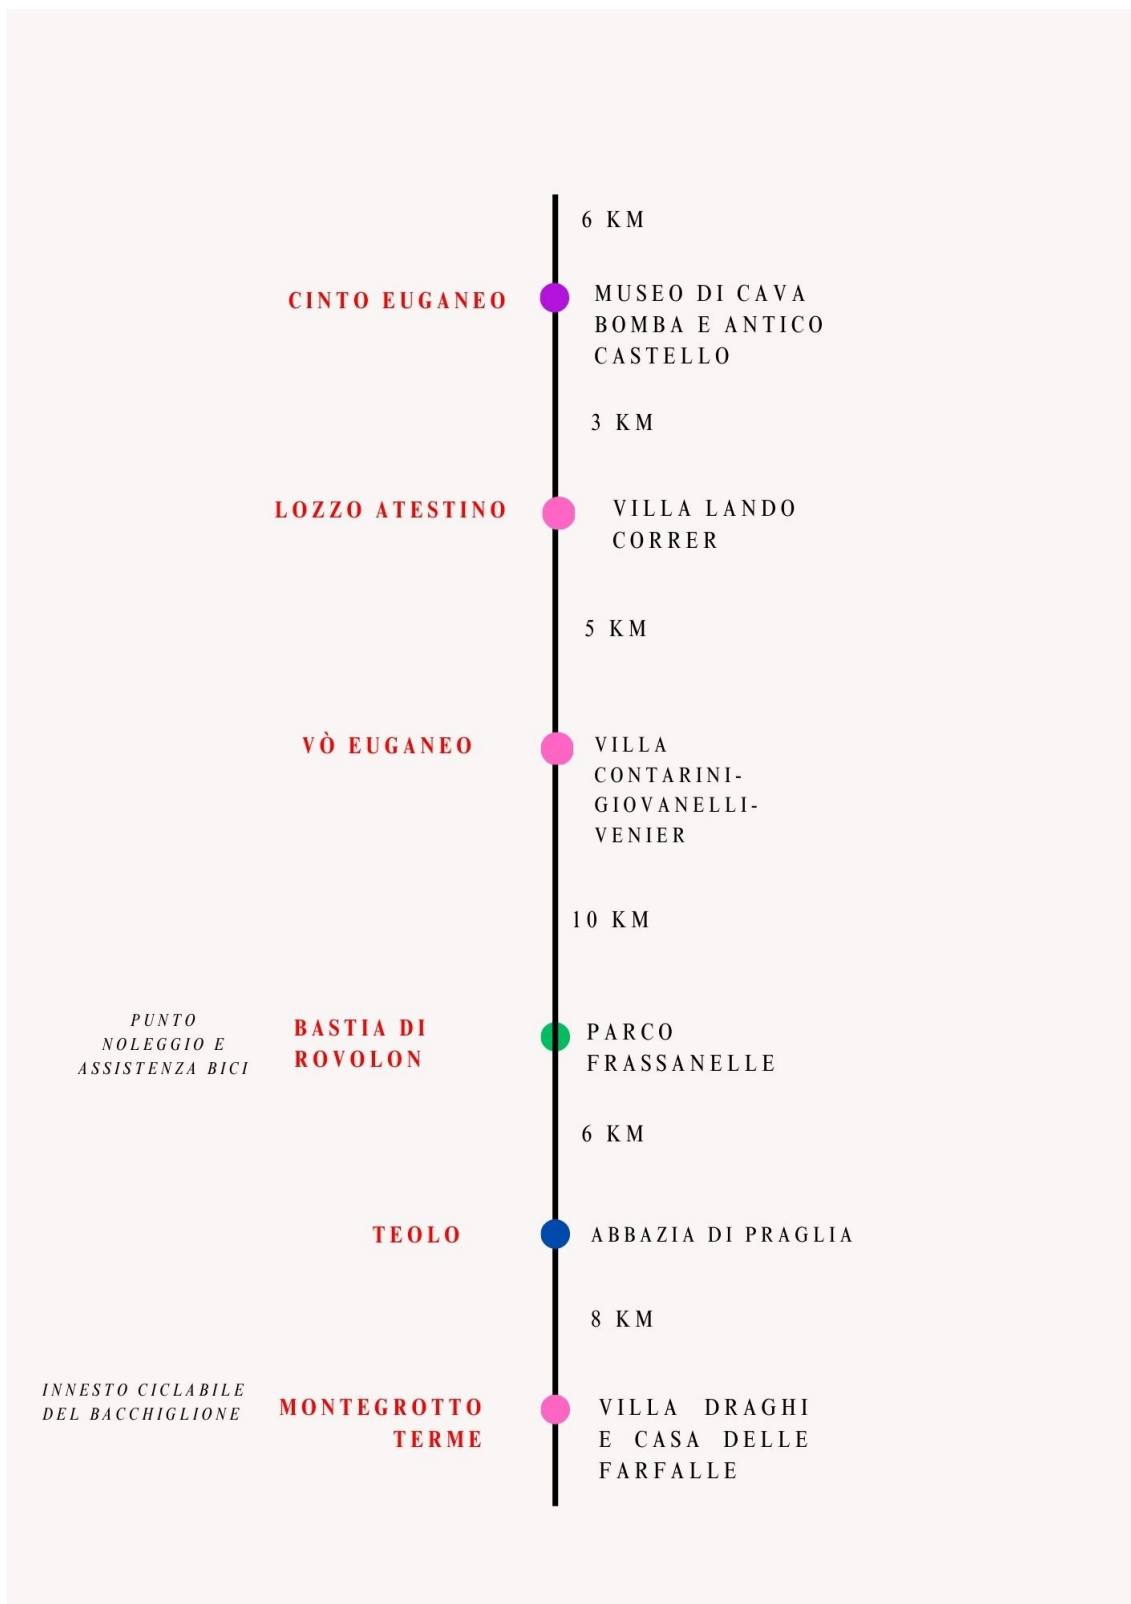 6 KM
CINTO EUGANEO
MUSEO DI CAVA
BOMBA E ANTICO
CASTELLO
3 KM
LOZZO ATESTINO
VILLA LANDO
CORRER
5 KM
VÒ EUGANEO
VILLA
CONTARINI-
GIOVANELLI-
VENIER
10 KM
PUNTO
NOLEGGIO E
ASSISTENZA BICI
BASTIA DI
ROVOLON
PARCO
FRASSANELLE
6 KM
TEOLO
ABBAZIA DI PRAGLIA
8 KM
INNESTO CICLABILE
DEL BACCHIGLIONE
MONTEGROTTO
TERME
VILLA DRAGHI
E CASA DELLE
FARFALLE